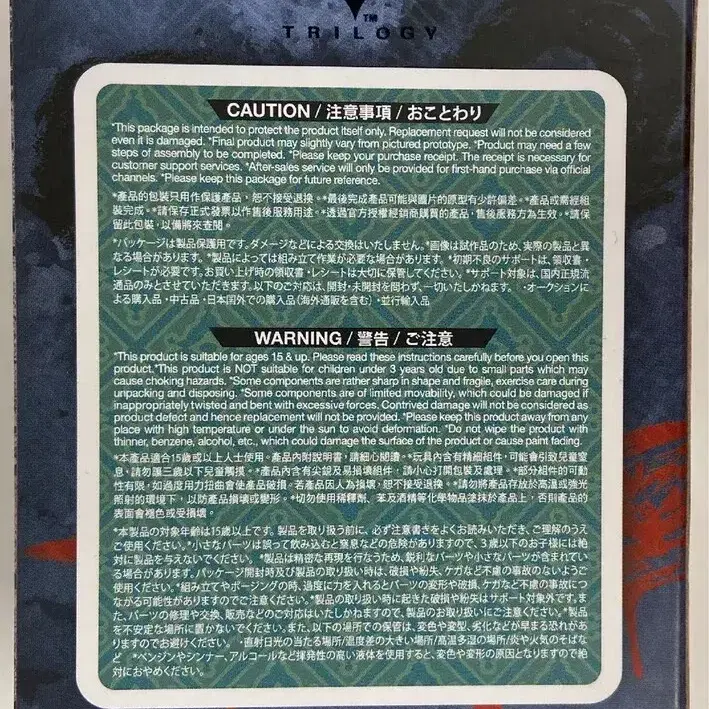 TM
TRILOGY
CAUTION / 注意事項 / おことわり
*This package is intended to protect the product itself only. Replacement request will not be considered
even it is damaged. *Final product may slightly vary from pictured prototype. *Product may need a few
steps of assembly to be completed. *Please keep your purchase receipt. The receipt is necessary for
customer support services. *After-sales service will only be provided for first-hand purchase via official
channels. *Please keep this package for future reference.
*產品的包裝只用作保護產品，恕不接受退換。*最後完成產品可能與圖片的原型有少許偏差。*產品或需經組
裝完成。*請保存正式發票以作售後服務用途。*透過官方授權經銷商購買的產品，售後服務方為生效。*請保
留此包裝，以備將來查閱。
*パッケージは製品保護用です。ダメージなどによる交換はいたしません。*画像は試作品のため、実際の製品と異
なる場合があります。*製品によっては組み立て作業が必要な場合があります。*初期不良のサポートは、領収書・
レシートが必要です。お買い上げ時の領収書・レシートは大切に保管してください。*サポート対象は、国内正規流
通品のみとさせていただきます。以下のご対応は、開封・未開封を問わず、一切いたしかねます。 ・オークションに
よる購入品・中古品・日本国外での購入品(海外通販を含む)・並行輸入品
WARNING / 警告 / ご注意
*This product is suitable for ages 15 & up. Please read these instructions carefully before you open this
product.*This product is NOT suitable for children under 3 years old due to small parts which may
cause choking hazards. *Some components are rather sharp in shape and fragile, exercise care during
unpacking and disposing. *Some components are of limited movability, which could be damaged if
inappropriately twisted and bent with excessive forces. Contrived damage will not be considered as
product defect and hence replacement will not be provided. *Please keep this product away from any
place with high temperature or under the sun to avoid deformation. *Do not wipe the product with
thinner, benzene, alcohol, etc., which could damage the surface of the product or cause paint fading.
*本產品適合15歲或以上人士使用。產品內附說明書，請細心閱讀。*玩具內含有精細組件，可能會引致兒童窒
息，請勿讓三歲以下兒童觸摸。*產品內含有尖銳及易損壞組件，請小心打開包裝及處理。*部分組件的可動
性有限，如過度用力扭曲會使產品破損。若產品因人為損壞，恕不接受退換。*請勿將產品存放於高溫或強光
照射的環境下，以防產品損壞或變形。*切勿使用稀釋劑、苯及酒精等化學物品塗抹於產品上，否則產品的
表面會褪色或受損壞。
*本製品の対象年齢は15歳以上です。製品を取り扱う前に、必ず注意書きをよくお読みいただき、ご理解のうえ
ご使用ください。*小さなパーツは誤って飲み込むと窒息などの危険がありますので、3歳以下のお子様には絶
対に製品を与えないでください。*製品は精密な再現を行なうため、鋭利なパーツや小さなパーツが含まれてい
る場合があります。パッケージ開封時及び製品の取り扱い時は、破損や紛失、ケガなど不慮の事故のないようご
使用ください。*組み立てやポージングの時、過度に力を入れるとパーツの変形や破損、ケガなど不慮の事故につ
ながる可能性がありますのでご注意ください。*製品の取り扱い時に起きた破損や紛失はサポート対象外です。ま
た、パーツの修理や交換、販売などのご対応はいたしかねますので、製品のお取り扱いにご注意ください。*製品
を不安定な場所に置かないでください。また、以下の場所での保管は、変色や変型、劣化などが早まる恐れがあり
ますのでお避けください。 ・直射日光の当たる場所/温度差の大きい場所/高温多湿の場所/炎や火気のそばな
ど *ベンジンやシンナー、アルコールなど揮発性の高い液体を使用すると、変色や変形の原因となりますので絶
対におやめください。